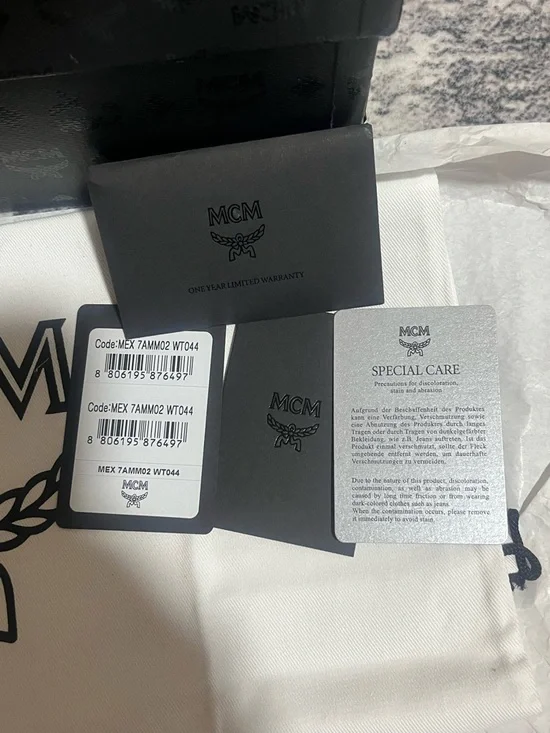 MCM
ONE YEAR LIMITED WARRANTY
M
Code:MEX 7AMM02 WT044
8 806195 876497
Code:MEX 7AMM02 WT044
8 806195 876497
MEX 7AMM02 WT044
MCM
MCM
MCM
SPECIAL CARE
Precautions for discoloration,
stain and abrasion
Aufgrund der Beschaffenheit des Produktes
kann eine Verfärbung, Verschmutzung sowie
eine Abnutzung des Produktes durch langes
Tragen oder durch Tragen von dunkelgefärbter
Bekleidung, wie z.B. Jeans auftreten. Ist das
Produkt einmal verschmutzt, sollte der Fleck
umgehend entfernt werden, um dauerhafte
Verschmutzungen zu vermeiden.
Due to the nature of this product, discoloration,
contamination, as well as abrasion may be
caused by long time friction or from wearing
dark-colored clothes such as jeans.
When the contamination occurs, please remove
it immediately to avoid stain.